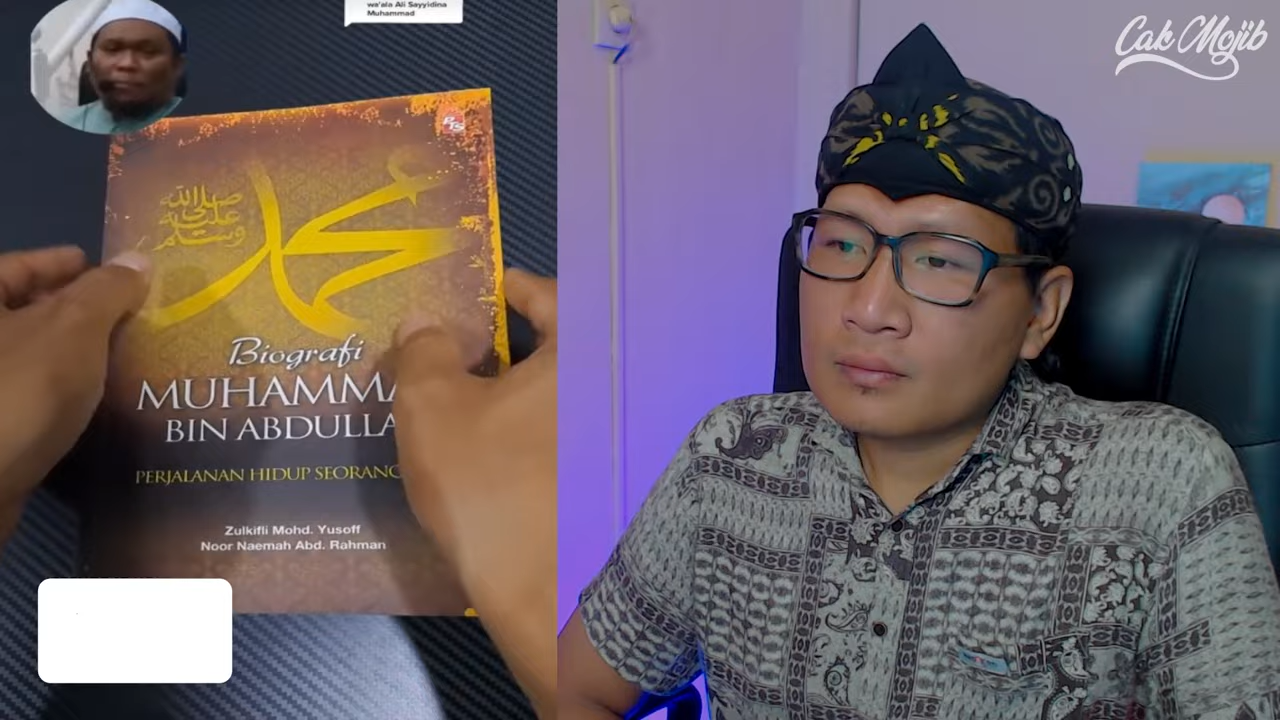 wa'ala Ali Sayyidina
Muhammad
Cak Mojib
PTS
صلى الله
عليه
وسلم
محمد
Biografi
MUHAMMA
BIN ABDULLA
PERJALANAN HIDUP SEORANG
Zulkifli Mohd. Yusoff
Noor Naemah Abd. Rahman